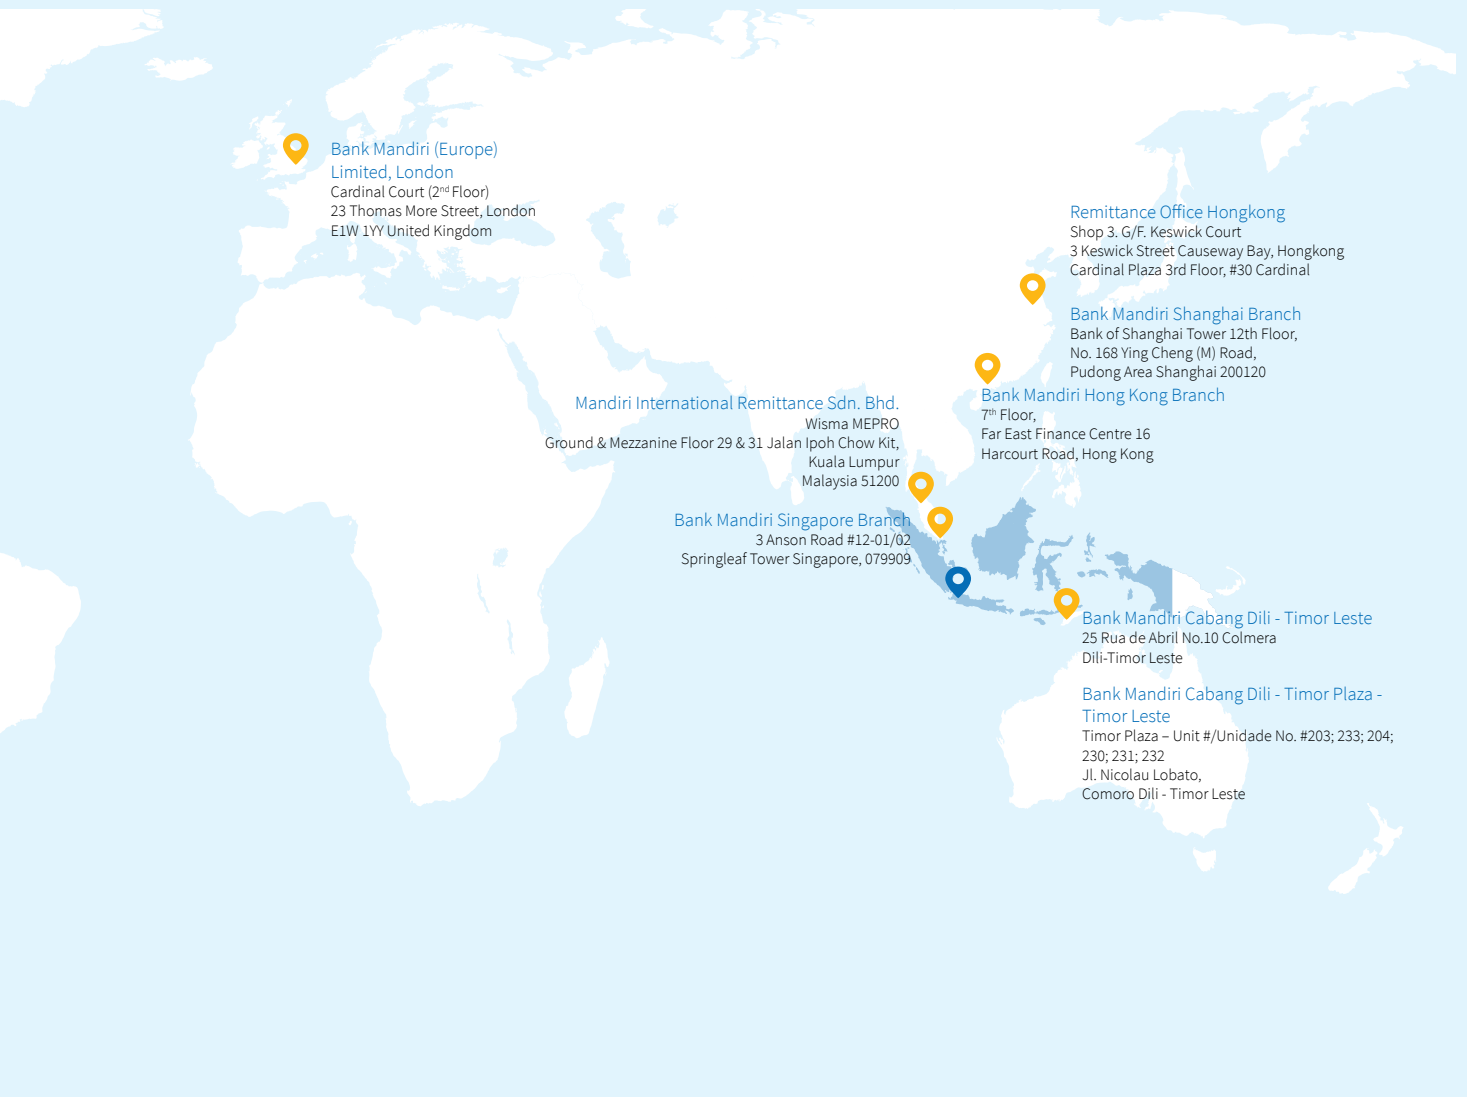 Bank Mandiri (Europe)
Limited, London
Cardinal Court (2nd Floor)
23 Thomas More Street, London
E1W 1YY United Kingdom
Remittance Office Hongkong
Shop 3. G/F. Keswick Court
3 Keswick Street Causeway Bay, Hongkong
Cardinal Plaza 3rd Floor, #30 Cardinal
Bank Mandiri Shanghai Branch
Bank of Shanghai Tower 12th Floor,
No. 168 Ying Cheng (M) Road,
Pudong Area Shanghai 200120
Bank Mandiri Hong Kong Branch
7th Floor,
Far East Finance Centre 16
Harcourt Road, Hong Kong
Mandiri International Remittance Sdn. Bhd.
Wisma MEPRO
Ground & Mezzanine Floor 29 & 31 Jalan Ipoh Chow Kit,
Kuala Lumpur
Malaysia 51200
Bank Mandiri Singapore Branch
3 Anson Road #12-01/02
Springleaf Tower Singapore, 079909
Bank Mandiri Cabang Dili - Timor Leste
25 Rua de Abril No.10 Colmera
Dili-Timor Leste
Bank Mandiri Cabang Dili - Timor Plaza -
Timor Leste
Timor Plaza – Unit #/Unidade No. #203; 233; 204;
230; 231; 232
Jl. Nicolau Lobato,
Comoro Dili - Timor Leste